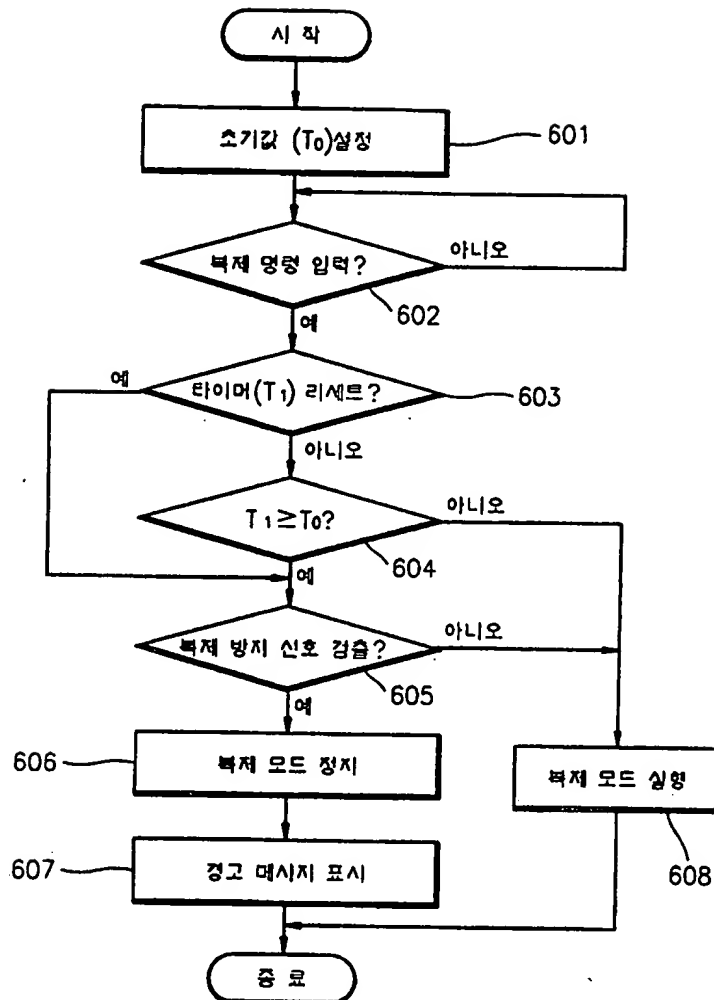 시 작
초기값 (T₀)설정
601
복제 명령 입력?
아니오
602
예
예
타이머(T₁) 리세트?
603
아니오
T₁≥T₀?
아니오
604
예
복제 방지 신호 검출?
아니오
605
예
606
복제 모드 정지
복제 모드 실행
607
경고 메시지 표시
608
종 료